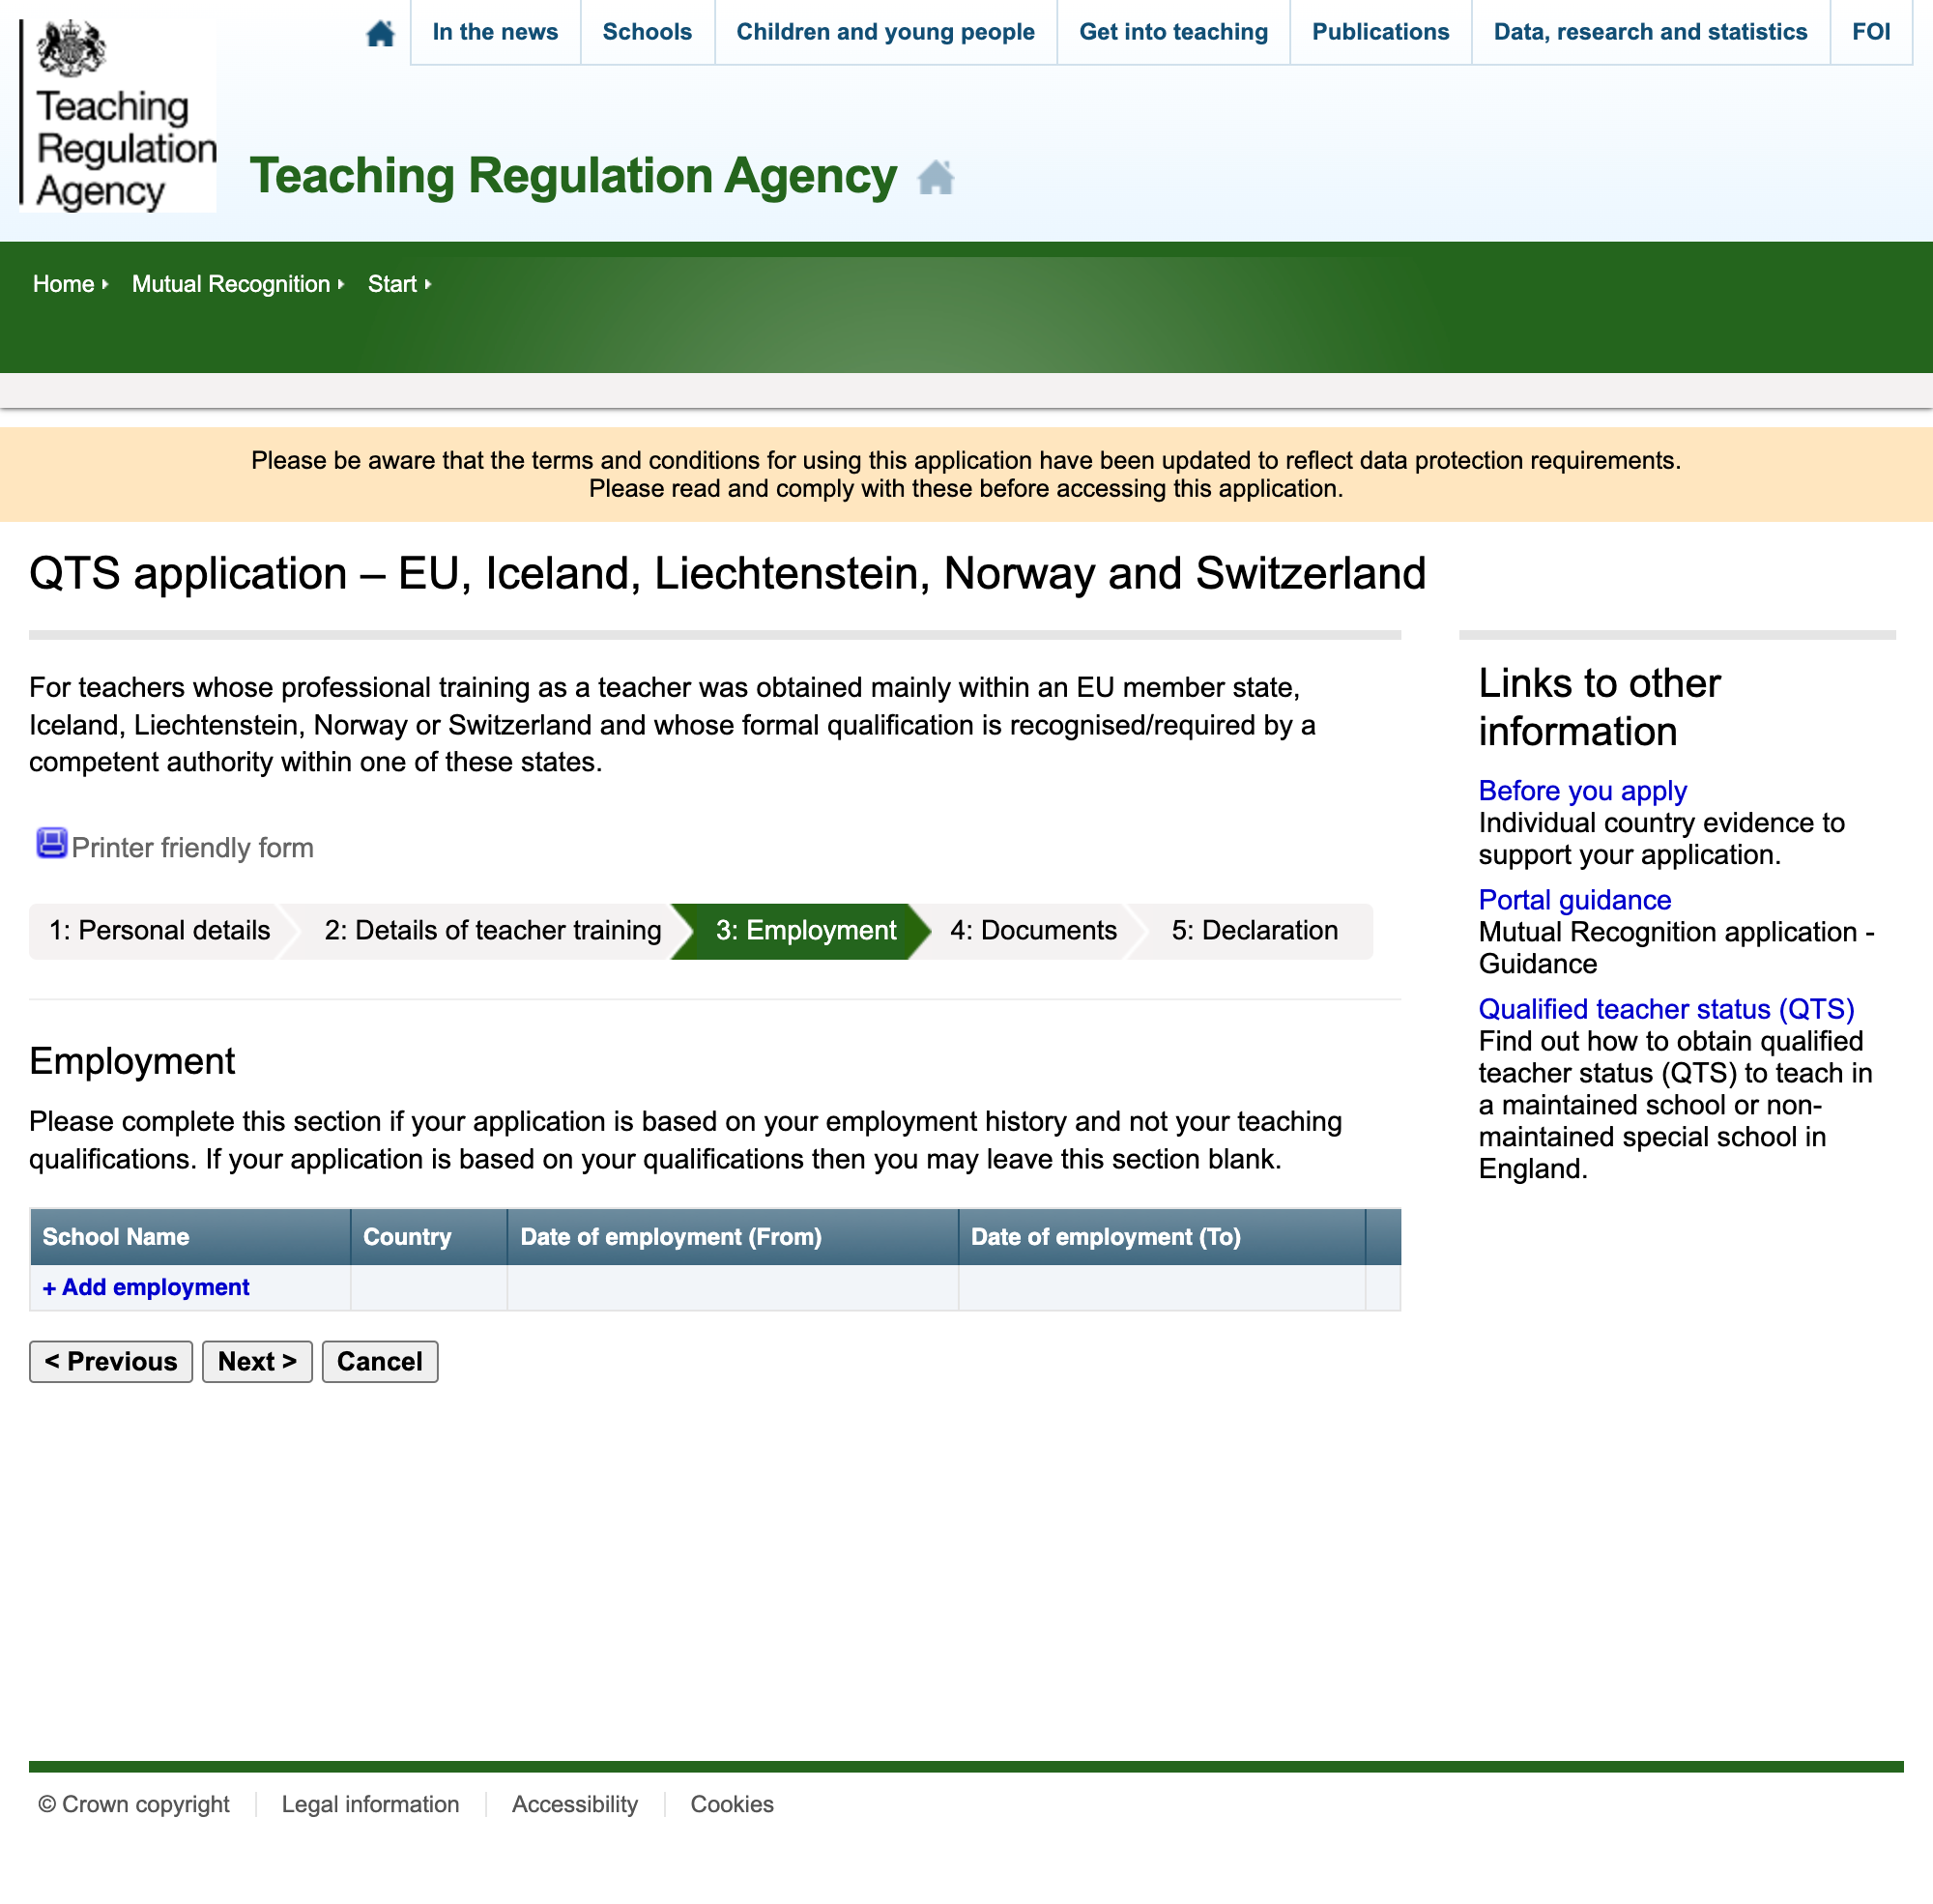 Teaching
Regulation
Agency
In the news
Schools
Children and young people
Get into teaching
Publications
Data, research and statistics
FOI
Teaching Regulation Agency
Home
Mutual Recognition
Start
Please be aware that the terms and conditions for using this application have been updated to reflect data protection requirements.
Please read and comply with these before accessing this application.
QTS application – EU, Iceland, Liechtenstein, Norway and Switzerland
For teachers whose professional training as a teacher was obtained mainly within an EU member state,
Iceland, Liechtenstein, Norway or Switzerland and whose formal qualification is recognised/required by a
competent authority within one of these states.
Printer friendly form
1: Personal details
2: Details of teacher training
3: Employment
4: Documents
5: Declaration
Employment
Please complete this section if your application is based on your employment history and not your teaching
qualifications. If your application is based on your qualifications then you may leave this section blank.
School Name
Country
Date of employment (From)
Date of employment (To)
+ Add employment
< Previous
Next >
Cancel
Links to other
information
Before you apply
Individual country evidence to
support your application.
Portal guidance
Mutual Recognition application -
Guidance
Qualified teacher status (QTS)
Find out how to obtain qualified
teacher status (QTS) to teach in
a maintained school or non-
maintained special school in
England.
© Crown copyright
Legal information
Accessibility
Cookies